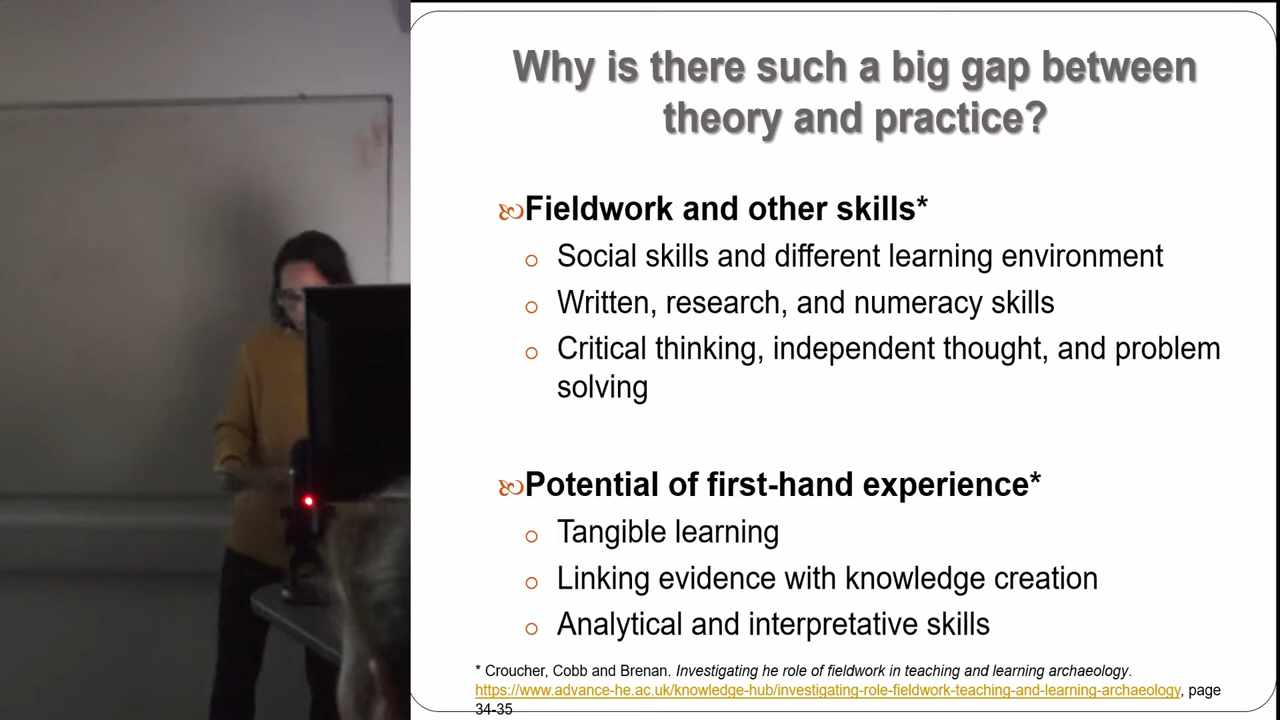 Why is there such a big gap between
theory and practice?
Fieldwork and other skills*
Social skills and different learning environment
Written, research, and numeracy skills
Critical thinking, independent thought, and problem
solving
Potential of first-hand experience*
Tangible learning
Linking evidence with knowledge creation
Analytical and interpretative skills
* Croucher, Cobb and Brenan. Investigating he role of fieldwork in teaching and learning archaeology.
https://www.advance-he.ac.uk/knowledge-hub/investigating-role-fieldwork-teaching-and-learning-archaeology, page
34-35